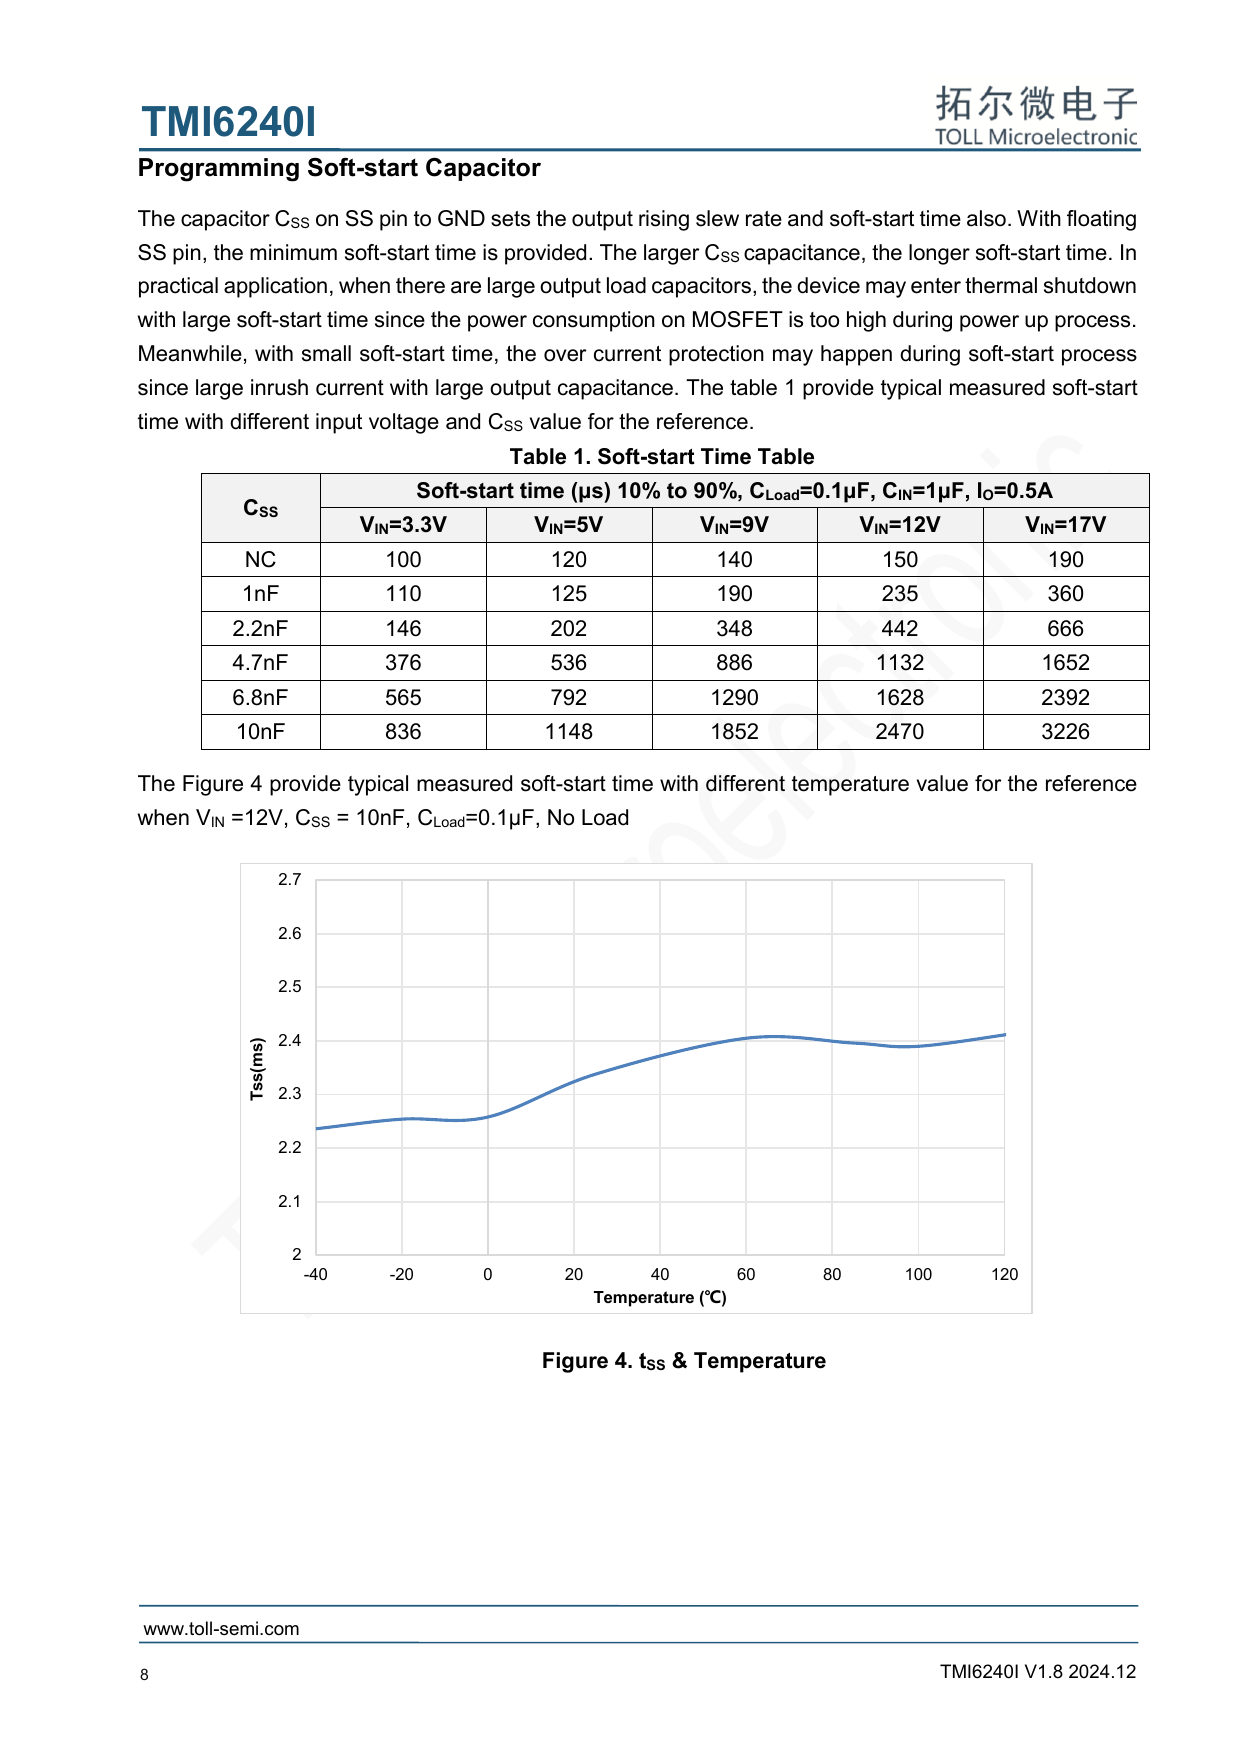 TMI6240I
拓尔微电子
TOLL Microelectronic
Programming Soft-start Capacitor
The capacitor CSS on SS pin to GND sets the output rising slew rate and soft-start time also. With floating
SS pin, the minimum soft-start time is provided. The larger CSS capacitance, the longer soft-start time. In
practical application, when there are large output load capacitors, the device may enter thermal shutdown
with large soft-start time since the power consumption on MOSFET is too high during power up process.
Meanwhile, with small soft-start time, the over current protection may happen during soft-start process
since large inrush current with large output capacitance. The table 1 provide typical measured soft-start
time with different input voltage and CSS value for the reference.
Table 1. Soft-start Time Table
CSS Soft-start time (µs) 10% to 90%, CLoad=0.1µF, CIN=1µF, IO=0.5A
VIN=3.3V VIN=5V VIN=9V VIN=12V VIN=17V
NC 100 120 140 150 190
1nF 110 125 190 235 360
2.2nF 146 202 348 442 666
4.7nF 376 536 886 1132 1652
6.8nF 565 792 1290 1628 2392
10nF 836 1148 1852 2470 3226
The Figure 4 provide typical measured soft-start time with different temperature value for the reference
when VIN =12V, CSS = 10nF, CLoad=0.1µF, No Load
2.7
2.6
2.5
2.4
2.3
2.2
2.1
2
Tss(ms)
-40 -20 0 20 40 60 80 100 120
Temperature (℃)
Figure 4. tSS & Temperature
www.toll-semi.com
8 TMI6240I V1.8 2024.12